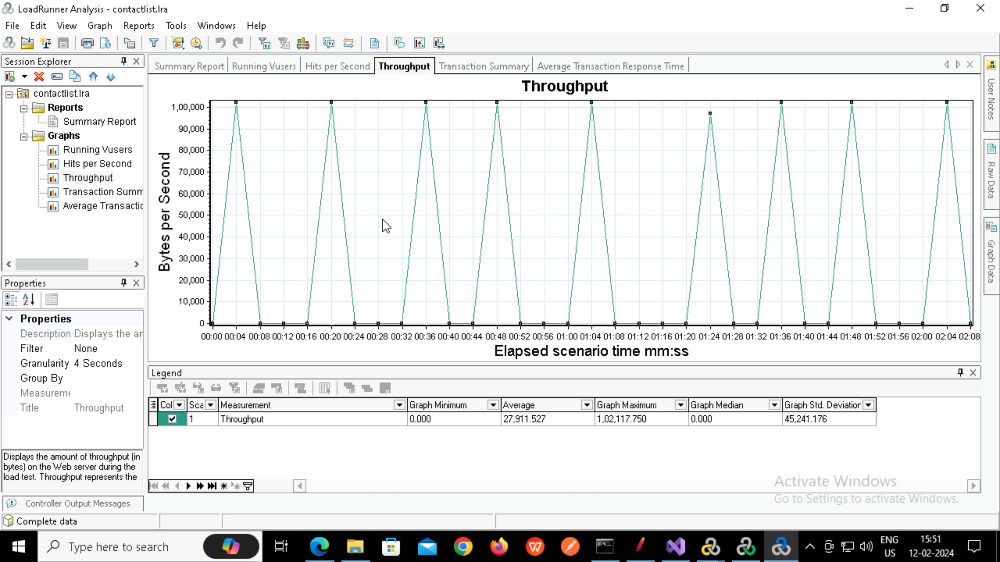 LoadRunner Analysis - contactlist.lra
File Edit View Graph Reports Tools Windows Help
Session Explorer
contactlist.lra
Reports
Summary Report
Graphs
Running Vusers
Hits per Second
Throughput
Transaction Summ
Average Transactic
Properties
Properties
Description Displays the ar
Filter None
Granularity 4 Seconds
Group By
Measureme
Title Throughput
Displays the amount of throughput (in
bytes) on the Web server during the
load test. Throughput represents the
Controller Output Messages
Complete data
Summary Report Running Vusers Hits per Second Throughput Transaction Summary Average Transaction Response Time
Throughput
Bytes per Second
1,00,000
90,000
80,000
70,000
60,000
50,000
40,000
30,000
20,000
10,000
0
00:00 00:04 00:08 00:12 00:16 00:20 00:24 00:28 00:32 00:36 00:40 00:44 00:48 00:52 00:56 01:00 01:04 01:08 01:12 01:16 01:20 01:24 01:28 01:32 01:36 01:40 01:44 01:48 01:52 01:56 02:00 02:04 02:08
Elapsed scenario time mm:ss
User Notes
Raw Data
Graph Data
Legend
Col Sca Measurement Graph Minimum Average Graph Maximum Graph Median Graph Std. Deviation
1 Throughput 0.000 27,911.527 1,02,117.750 0.000 45,241.176
Activate Windows
Go to Settings to activate Windows.
Type here to search
ENG
US
15:51
12-02-2024